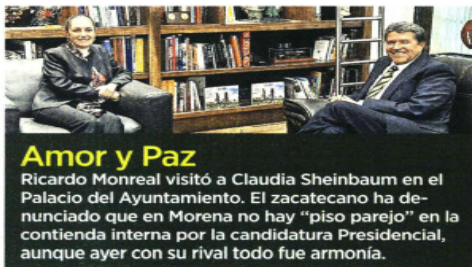 Amor y Paz
Ricardo Monreal visitó a Claudia Sheinbaum en el
Palacio del Ayuntamiento. El zacatecano ha de-
nunciado que en Morena no hay “piso parejo” en la
contienda interna por la candidatura Presidencial,
aunque ayer con su rival todo fue armonía.